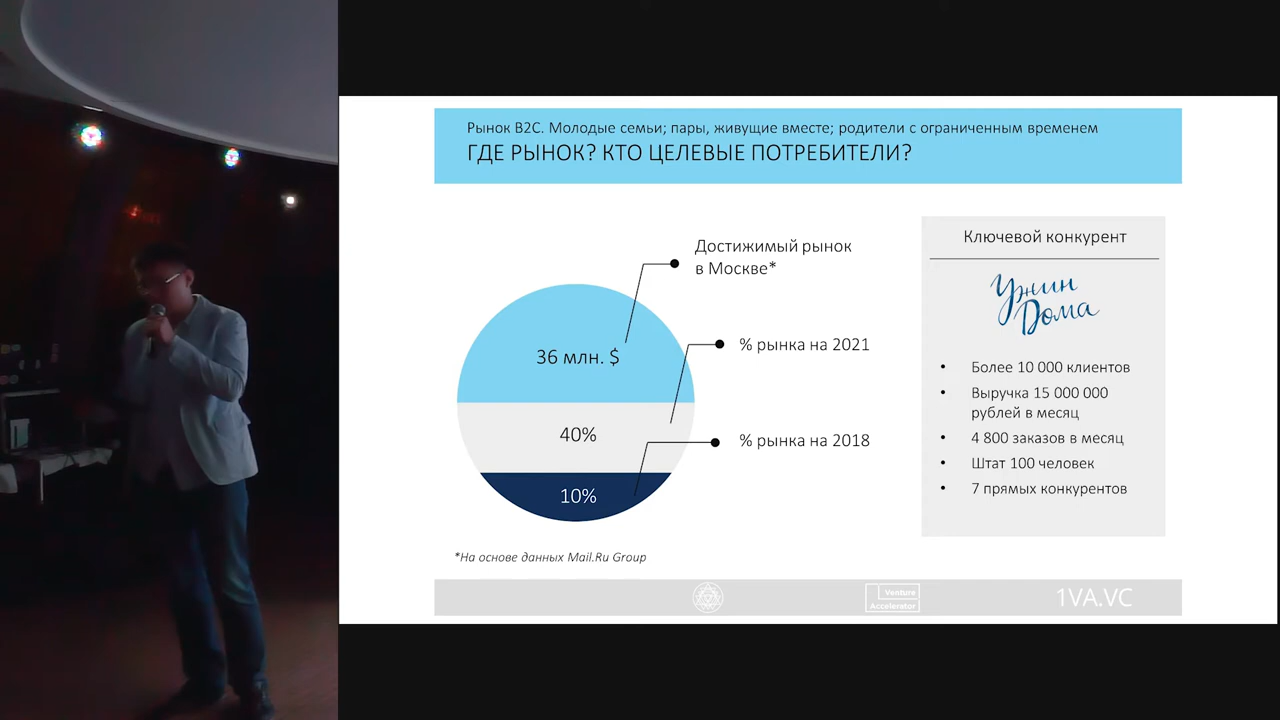 Рынок B2C. Молодые семьи; пары, живущие вместе; родители с ограниченным временем
ГДЕ РЫНОК? КТО ЦЕЛЕВЫЕ ПОТРЕБИТЕЛИ?
Достижимый рынок
в Москве*
36 млн. $
% рынка на 2021
40%
% рынка на 2018
10%
*На основе данных Mail.Ru Group
Ключевой конкурент
Ужин
Дома
• Более 10 000 клиентов
• Выручка 15 000 000
рублей в месяц
• 4 800 заказов в месяц
• Штат 100 человек
• 7 прямых конкурентов
Venture
Accelerator
1VA.VC